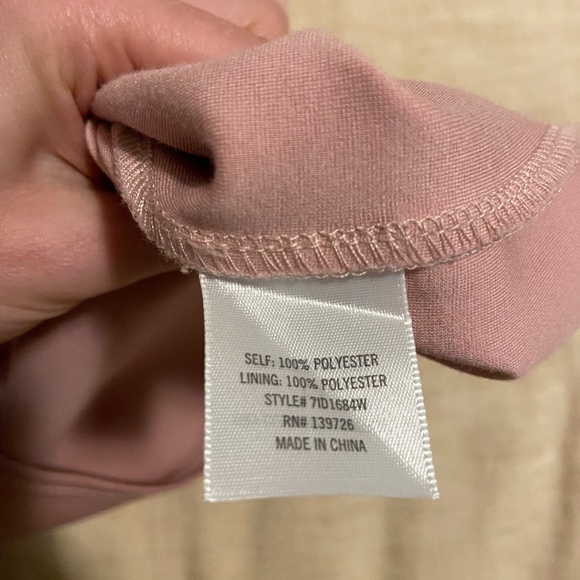 SELF: 100% POLYESTER
LINING: 100% POLYESTER
STYLE# 71D1684W
RN# 139726
MADE IN CHINA